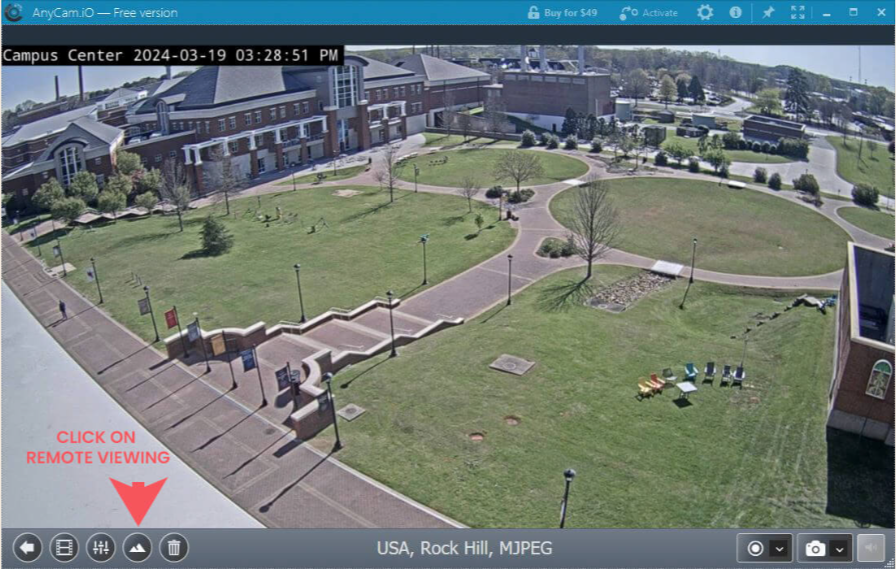 AnyCam.iO — Free version
Buy for $49
Activate
Campus Center 2024-03-19 03:28:51 PM
CLICK ON
REMOTE VIEWING
USA, Rock Hill, MJPEG